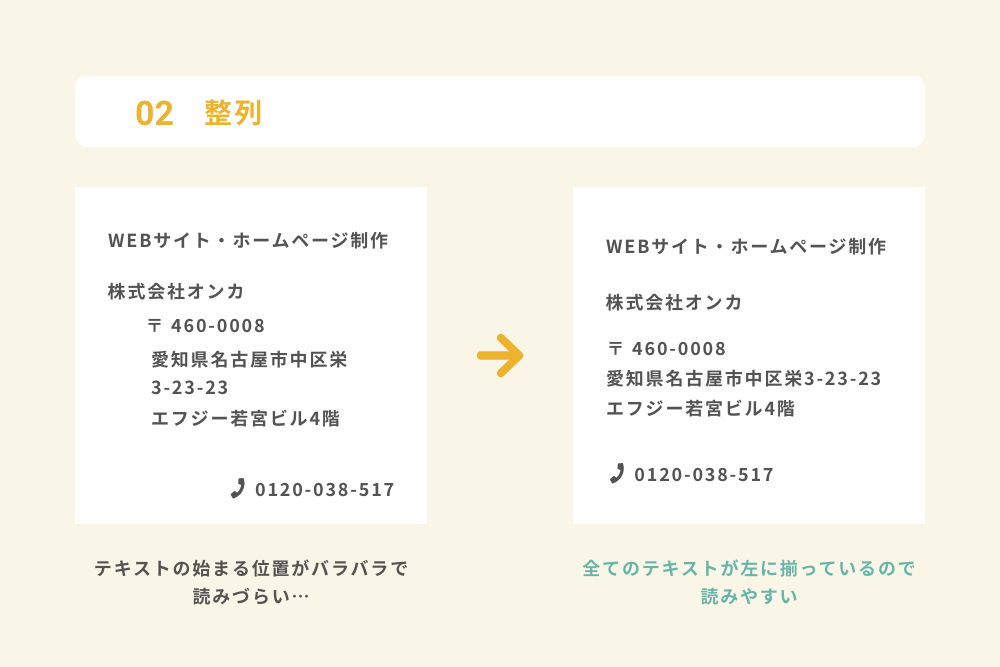 02 整列
WEBサイト・ホームページ制作
株式会社オンカ
〒 460-0008
愛知県名古屋市中区栄
3-23-23
エフジー若宮ビル4階
0120-038-517
テキストの始まる位置がバラバラで
読みづらい…
WEBサイト・ホームページ制作
株式会社オンカ
〒 460-0008
愛知県名古屋市中区栄3-23-23
エフジー若宮ビル4階
0120-038-517
全てのテキストが左に揃っているので
読みやすい